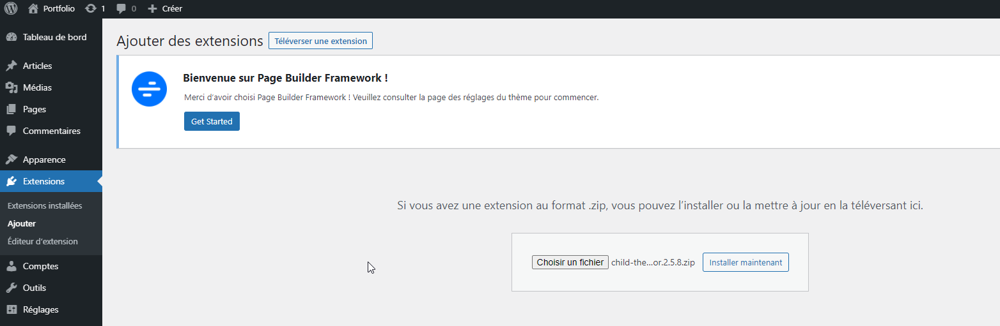 Portfolio 1 0 Créer
Tableau de bord
Articles
Médias
Pages
Commentaires
Apparence
Extensions
Extensions installées
Ajouter
Éditeur d'extension
Comptes
Outils
Réglages
Ajouter des extensions Téléverser une extension
Bienvenue sur Page Builder Framework !
Merci d’avoir choisi Page Builder Framework ! Veuillez consulter la page des réglages du thème pour commencer.
Get Started
Si vous avez une extension au format .zip, vous pouvez l’installer ou la mettre à jour en la téléversant ici.
Choisir un fichier child-the...or.2.5.8.zip Installer maintenant